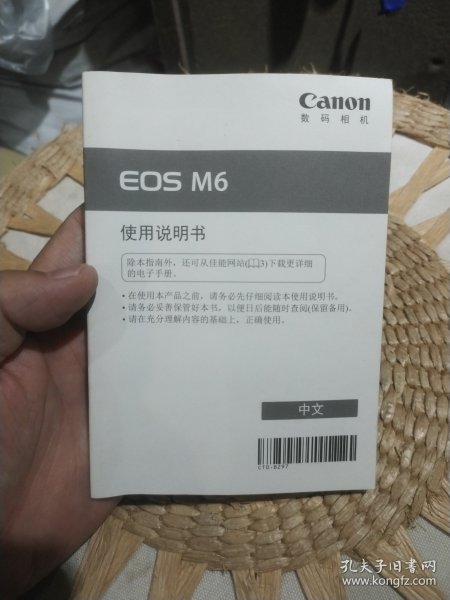 Canon
数码相机
EOS M6
使用说明书
除本指南外，还可从佳能网站(3)下载更详细
的电子手册。
•在使用本产品之前，请务必先仔细阅读本使用说明书。
•请务必妥善保管好本书，以便日后能随时查阅(保留备用)。
•请在充分理解内容的基础上，正确使用。
中文
CT0-8297
孔夫子旧书网
www.kongfz.com